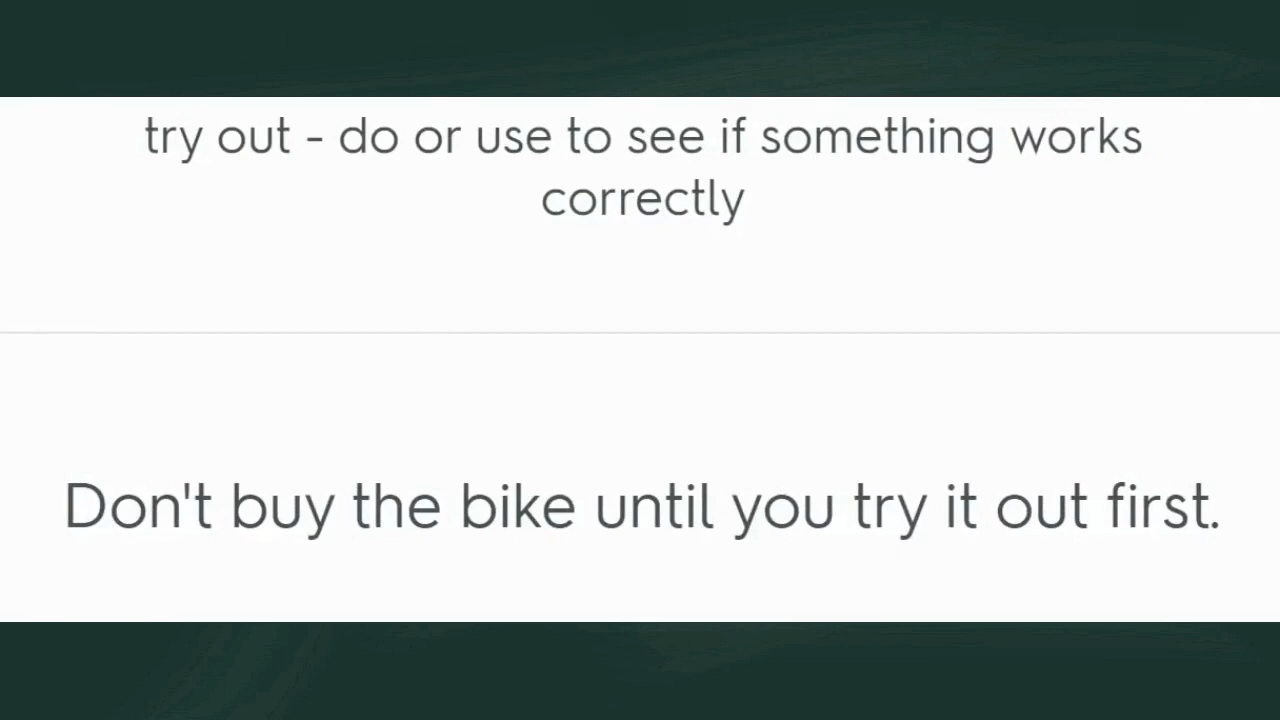 try out - do or use to see if something works
correctly
Don't buy the bike until you try it out first.